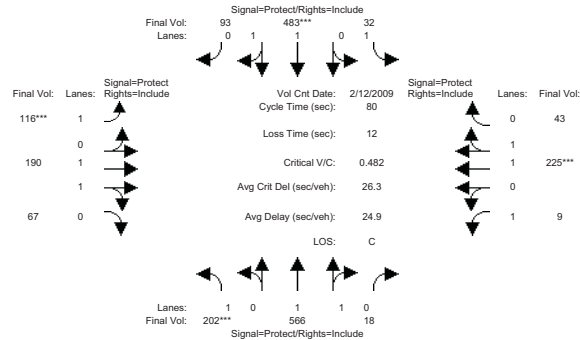 Signal=Protect/Rights=Include
Final Vol: 93 483*** 32
Lanes: 0 1 1 0 1
Signal=Protect
Final Vol: Lanes: Rights=Include
Vol Cnt Date: 2/12/2009
Signal=Protect
Rights=Include Lanes: Final Vol:
Cycle Time (sec): 80
116*** 1
0 43
Loss Time (sec): 12
0
1
190 1
Critical V/C: 0.482
1 225***
1
Avg Crit Del (sec/veh): 26.3
0
67 0
Avg Delay (sec/veh): 24.9
1 9
LOS: C
Lanes: 1 0 1 1 0
Final Vol: 202*** 566 18
Signal=Protect/Rights=Include